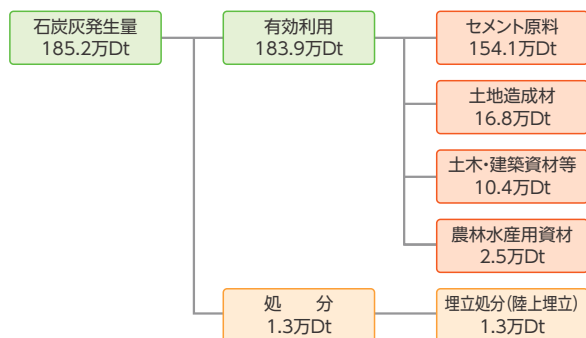 石炭灰発生量
185.2万Dt
有効利用
183.9万Dt
セメント原料
154.1万Dt
土地造成材
16.8万Dt
土木・建築資材等
10.4万Dt
農林水産用資材
2.5万Dt
処　分
1.3万Dt
埋立処分(陸上埋立)
1.3万Dt